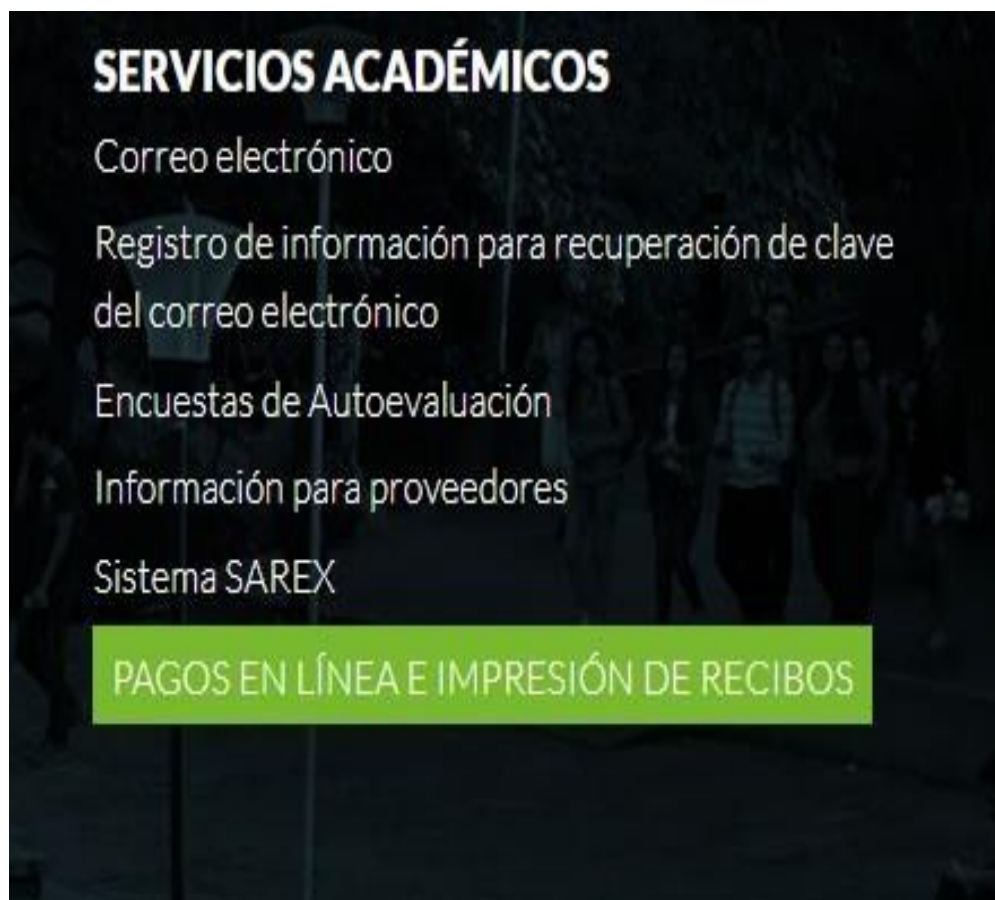 SERVICIOS ACADÉMICOS
Correo electrónico
Registro de información para recuperación de clave
del correo electrónico
Encuestas de Autoevaluación
Información para proveedores
Sistema SAREX
PAGOS EN LÍNEA E IMPRESIÓN DE RECIBOS